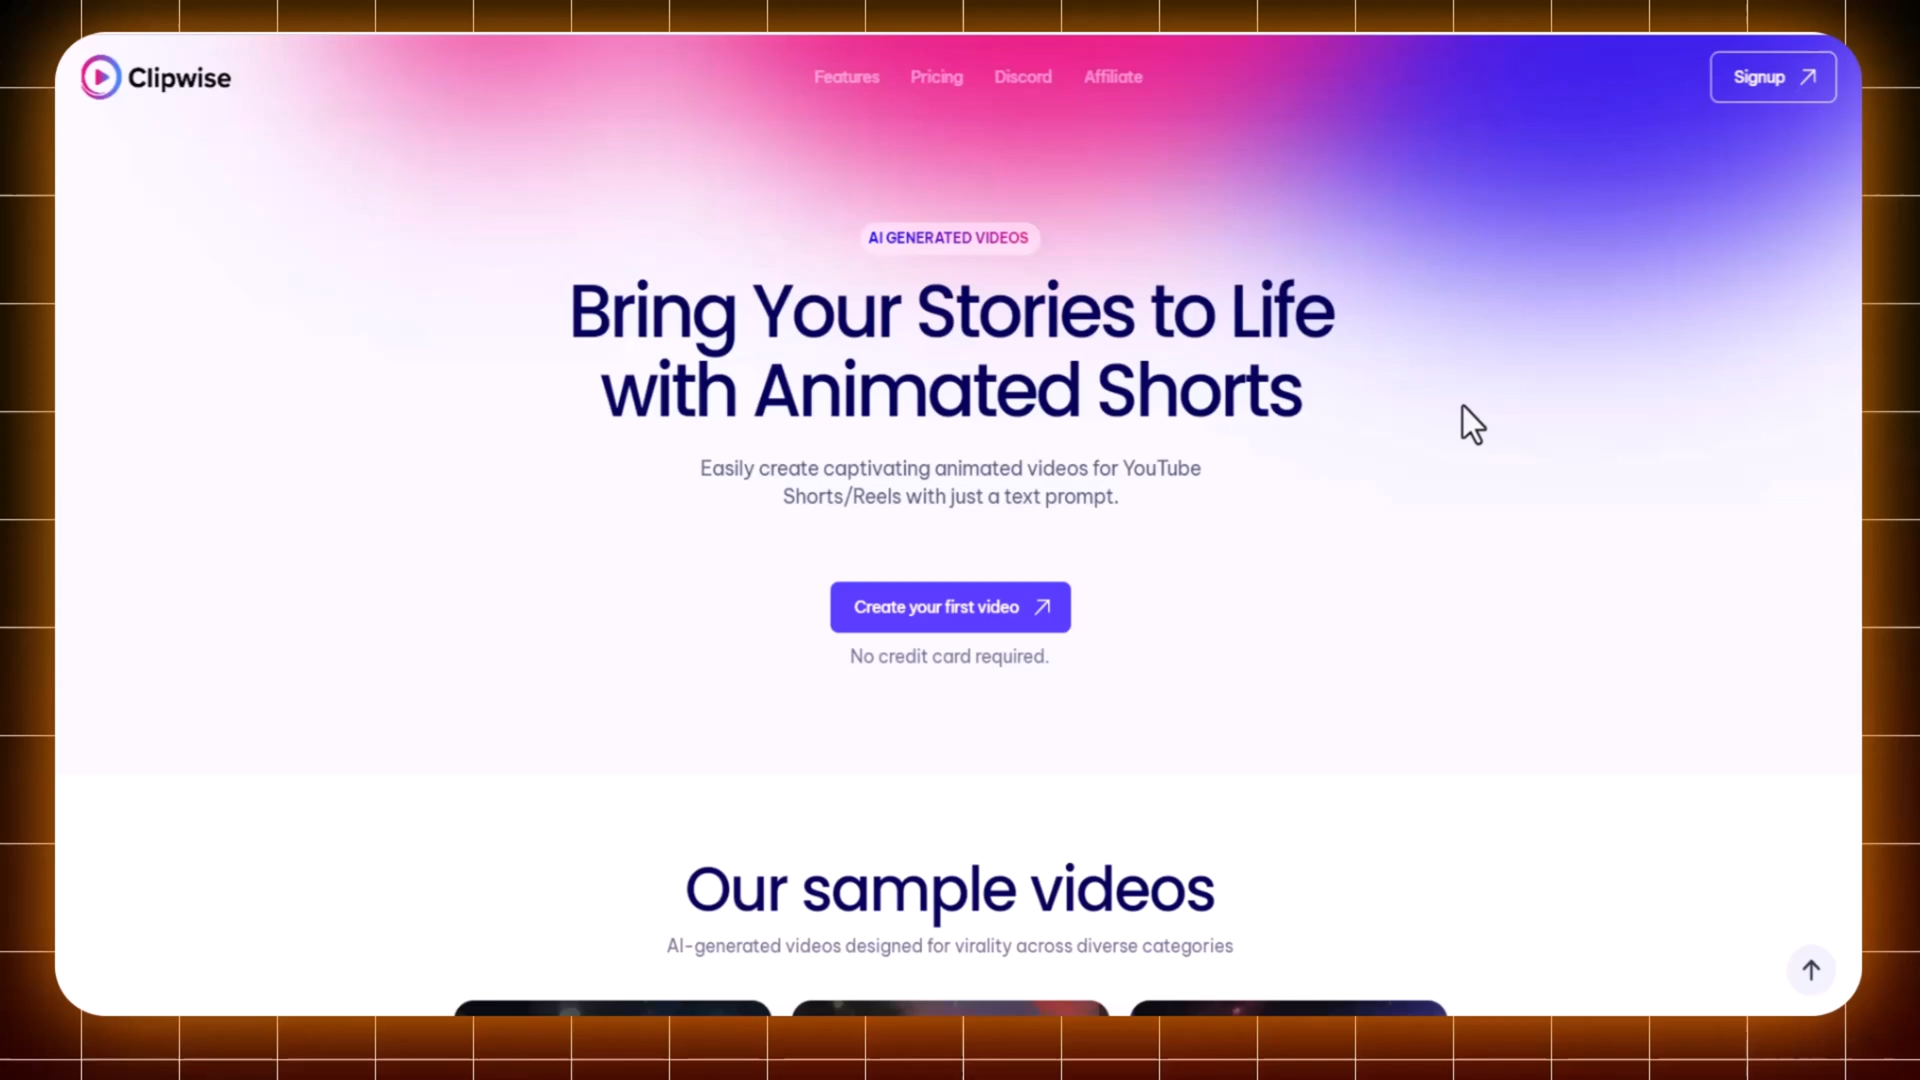 Clipwise
Features Pricing Discord Affiliate
Signup
AI GENERATED VIDEOS
Bring Your Stories to Life
with Animated Shorts
Easily create captivating animated videos for YouTube
Shorts/Reels with just a text prompt.
Create your first video
No credit card required.
Our sample videos
AI-generated videos designed for virality across diverse categories